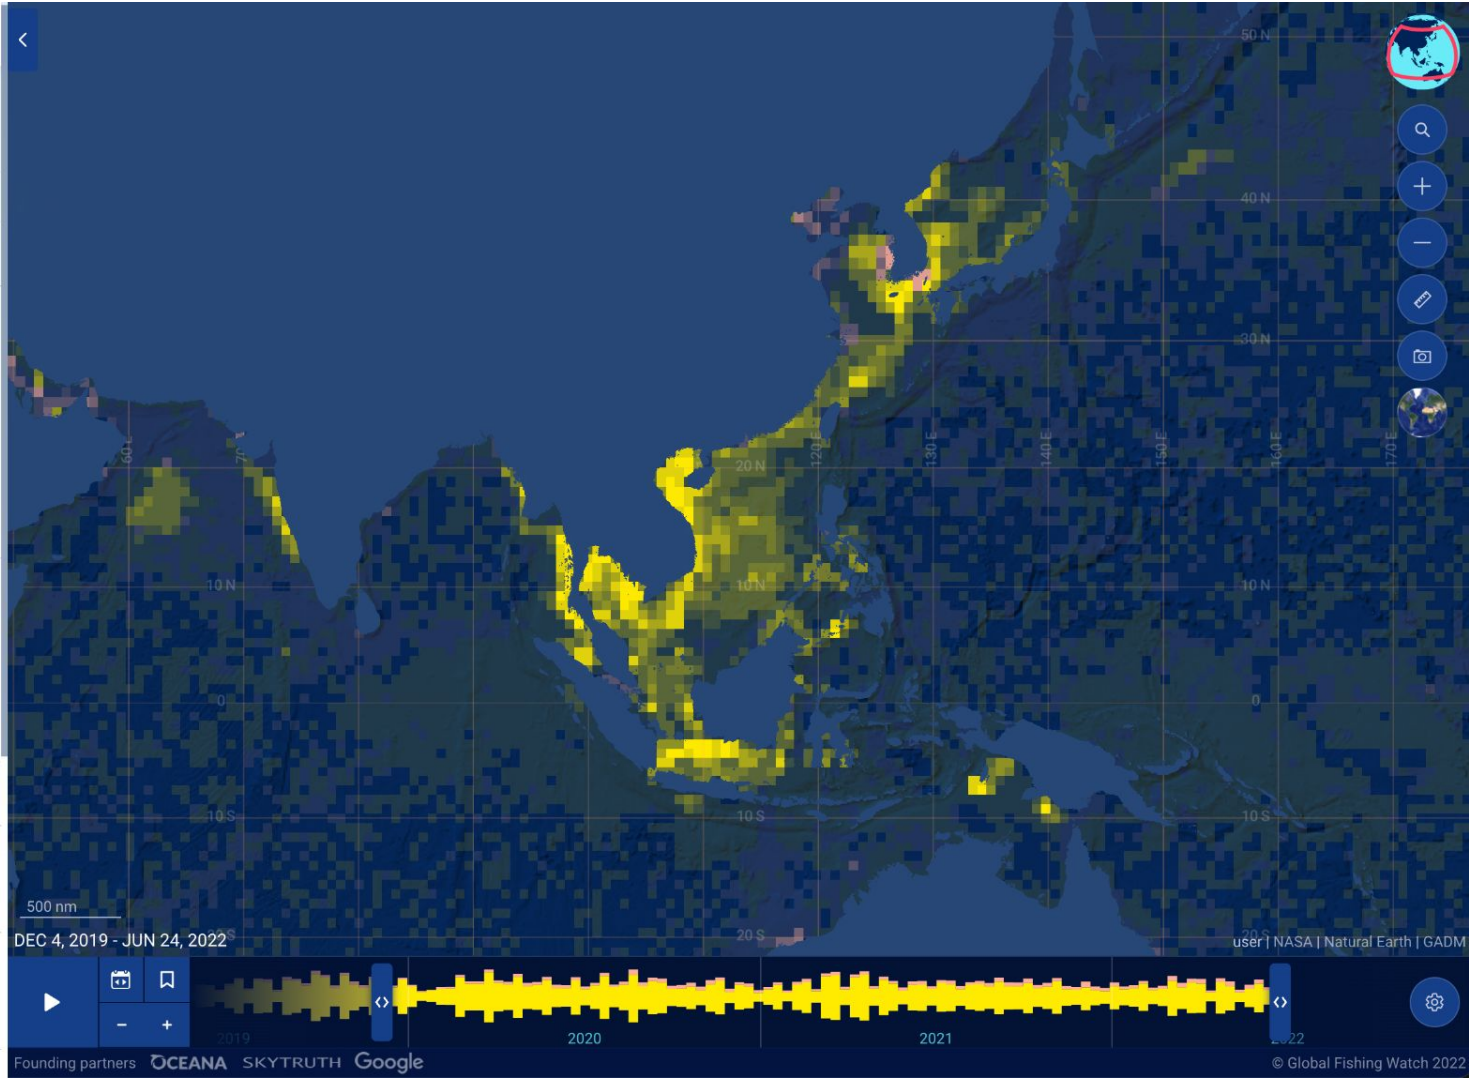 50 N
40 N
30 N
20 N
60 E
70
120 E
130 E
140 E
150 E
160 E
170 E
10 N
10 N
10 N
0
0
10 S
10 S
10 S
500 nm
DEC 4, 2019 - JUN 24, 2022
20 S
20 S
user | NASA | Natural Earth | GADM
2019
2020
2021
2022
Founding partners OCEANA SKYTRUTH Google
© Global Fishing Watch 2022